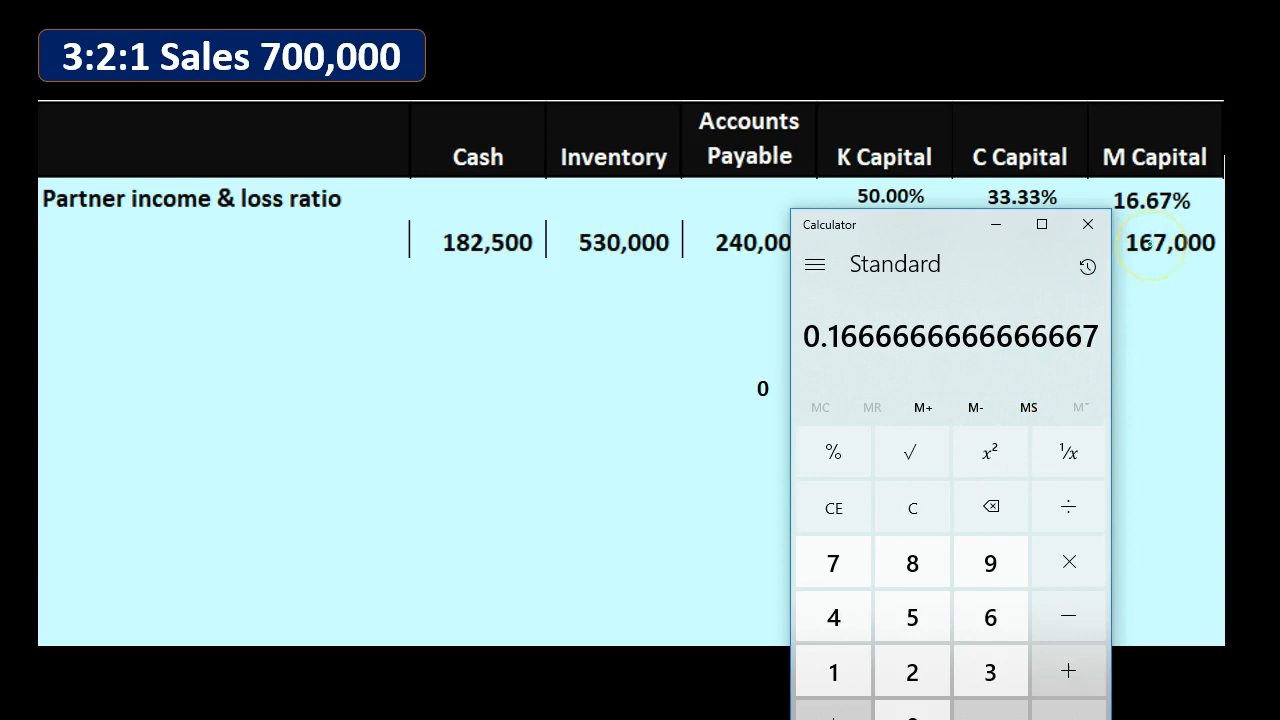 3:2:1 Sales 700,000
Cash Inventory Accounts Payable K Capital C Capital M Capital
Partner income & loss ratio 50.00% 33.33% 16.67%
182,500 530,000 240,00 167,000
0
Calculator
Standard
0.1666666666666667
MC MR M+ M- MS M˅
% √ x² ¹/x
CE C ⌫ ÷
7 8 9 ×
4 5 6 −
1 2 3 +